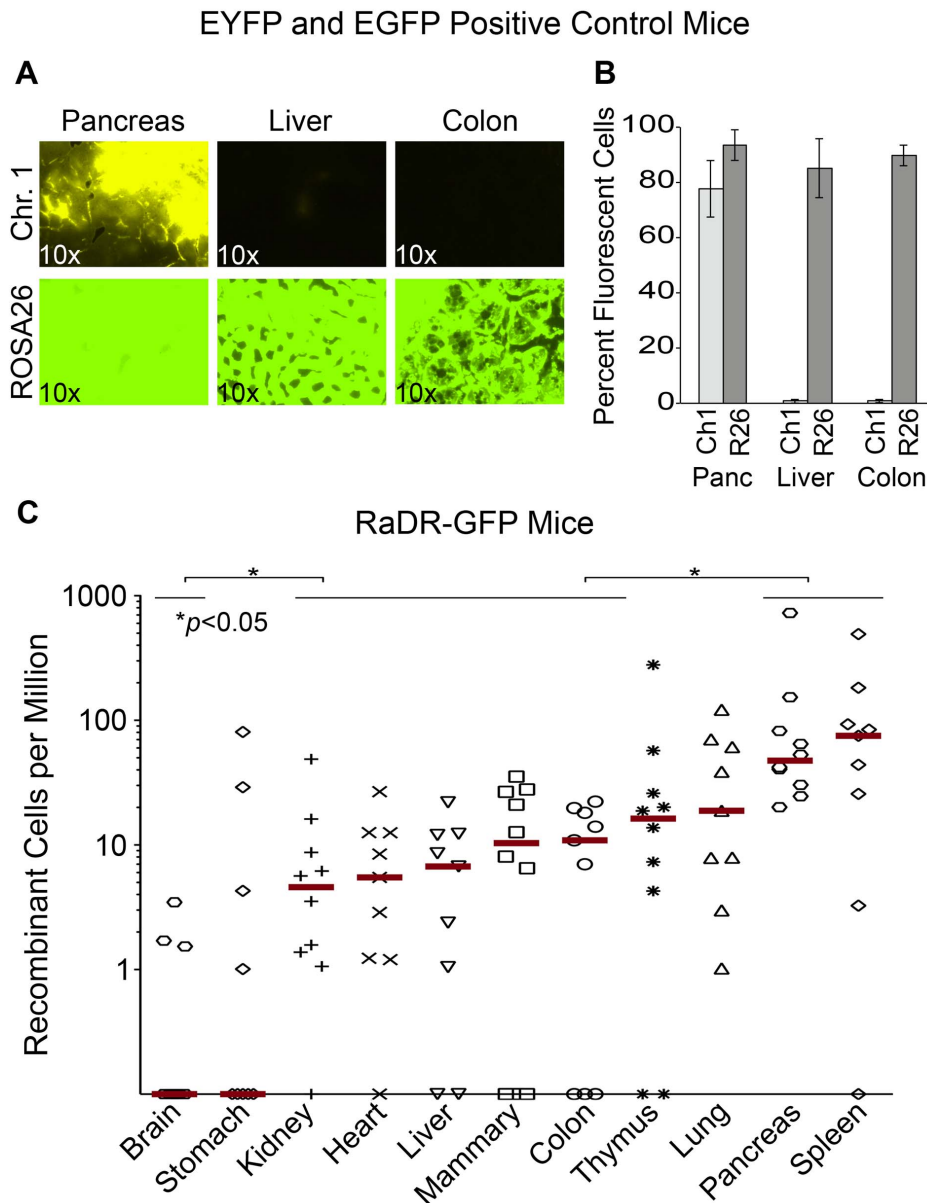 EYFP and EGFP Positive Control Mice
A
Pancreas Liver Colon
Chr. 1
10x 10x 10x
ROSA26
10x 10x 10x
B
Percent Fluorescent Cells
100
80
60
40
20
0
Ch1 R26 Ch1 R26 Ch1 R26
Panc Liver Colon
C
RaDR-GFP Mice
* *
*p<0.05
Recombinant Cells per Million
1000
100
10
1
Brain Stomach Kidney Heart Liver Mammary Colon Thymus Lung Pancreas Spleen